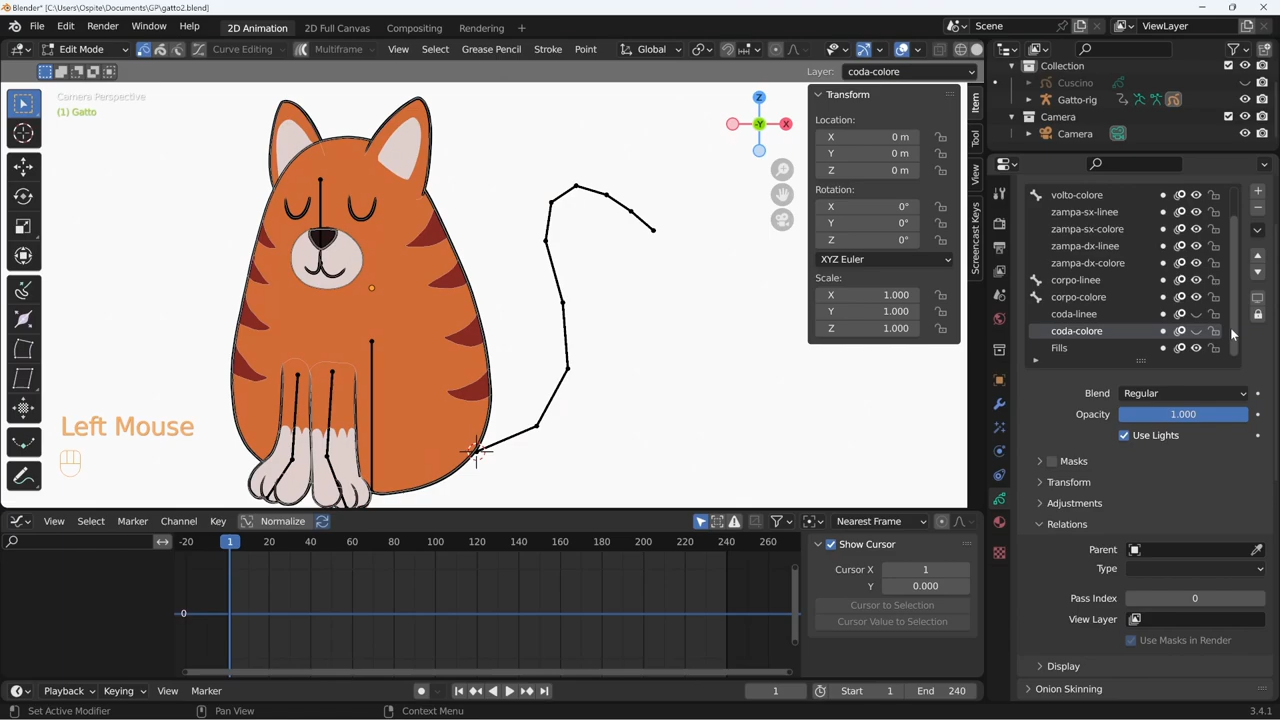 Blender* [C:\Users\Ospite\Documents\GP\gatto2.blend]
File Edit Render Window Help 2D Animation 2D Full Canvas Compositing Rendering + Scene ViewLayer
Edit Mode Curve Editing Multiframe View Select Grease Pencil Stroke Point Global
Layer: coda-colore
Camera Perspective
(1) Gatto
Z
-Y
X
Transform
Location:
X 0 m
Y 0 m
Z 0 m
Rotation:
X 0°
Y 0°
Z 0°
XYZ Euler
Scale:
X 1.000
Y 1.000
Z 1.000
Item
Tool
View
Screencast Keys
Left Mouse
Collection
Cuscino
Gatto-rig
Camera
Camera
volto-colore
zampa-sx-linee
zampa-sx-colore
zampa-dx-linee
zampa-dx-colore
corpo-linee
corpo-colore
coda-linee
coda-colore
Fills
Blend Regular
Opacity 1.000
Use Lights
Masks
Transform
Adjustments
Relations
Parent
Type
Pass Index 0
View Layer
Use Masks in Render
Display
Onion Skinning
View Select Marker Channel Key Normalize Nearest Frame
-20 1 20 40 60 80 100 120 140 160 180 200 220 240 260
0
Show Cursor
Cursor X 1
Y 0.000
Cursor to Selection
Cursor Value to Selection
Playback Keying View Marker 1 Start 1 End 240
Set Active Modifier Pan View Context Menu 3.4.1